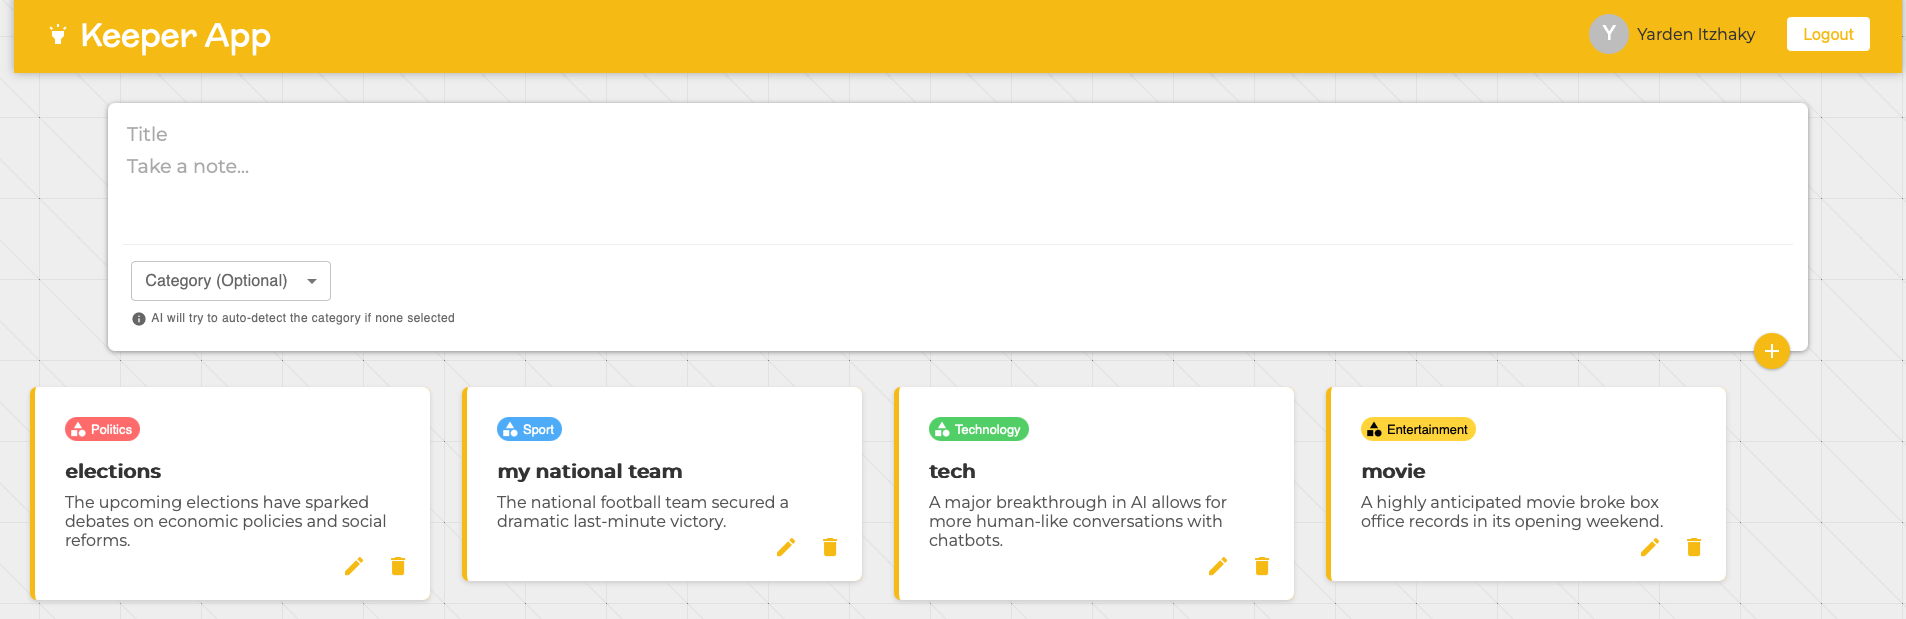 Keeper App
Y
Yarden Itzhaky
Logout
Title
Take a note...
Category (Optional)
AI will try to auto-detect the category if none selected
Politics
elections
The upcoming elections have sparked
debates on economic policies and social
reforms.
Sport
my national team
The national football team secured a
dramatic last-minute victory.
Technology
tech
A major breakthrough in AI allows for
more human-like conversations with
chatbots.
Entertainment
movie
A highly anticipated movie broke box
office records in its opening weekend.